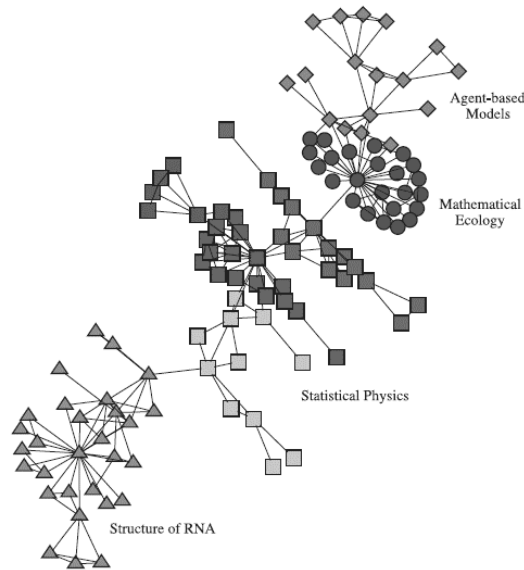 Agent-based
Models
Mathematical
Ecology
Statistical Physics
Structure of RNA